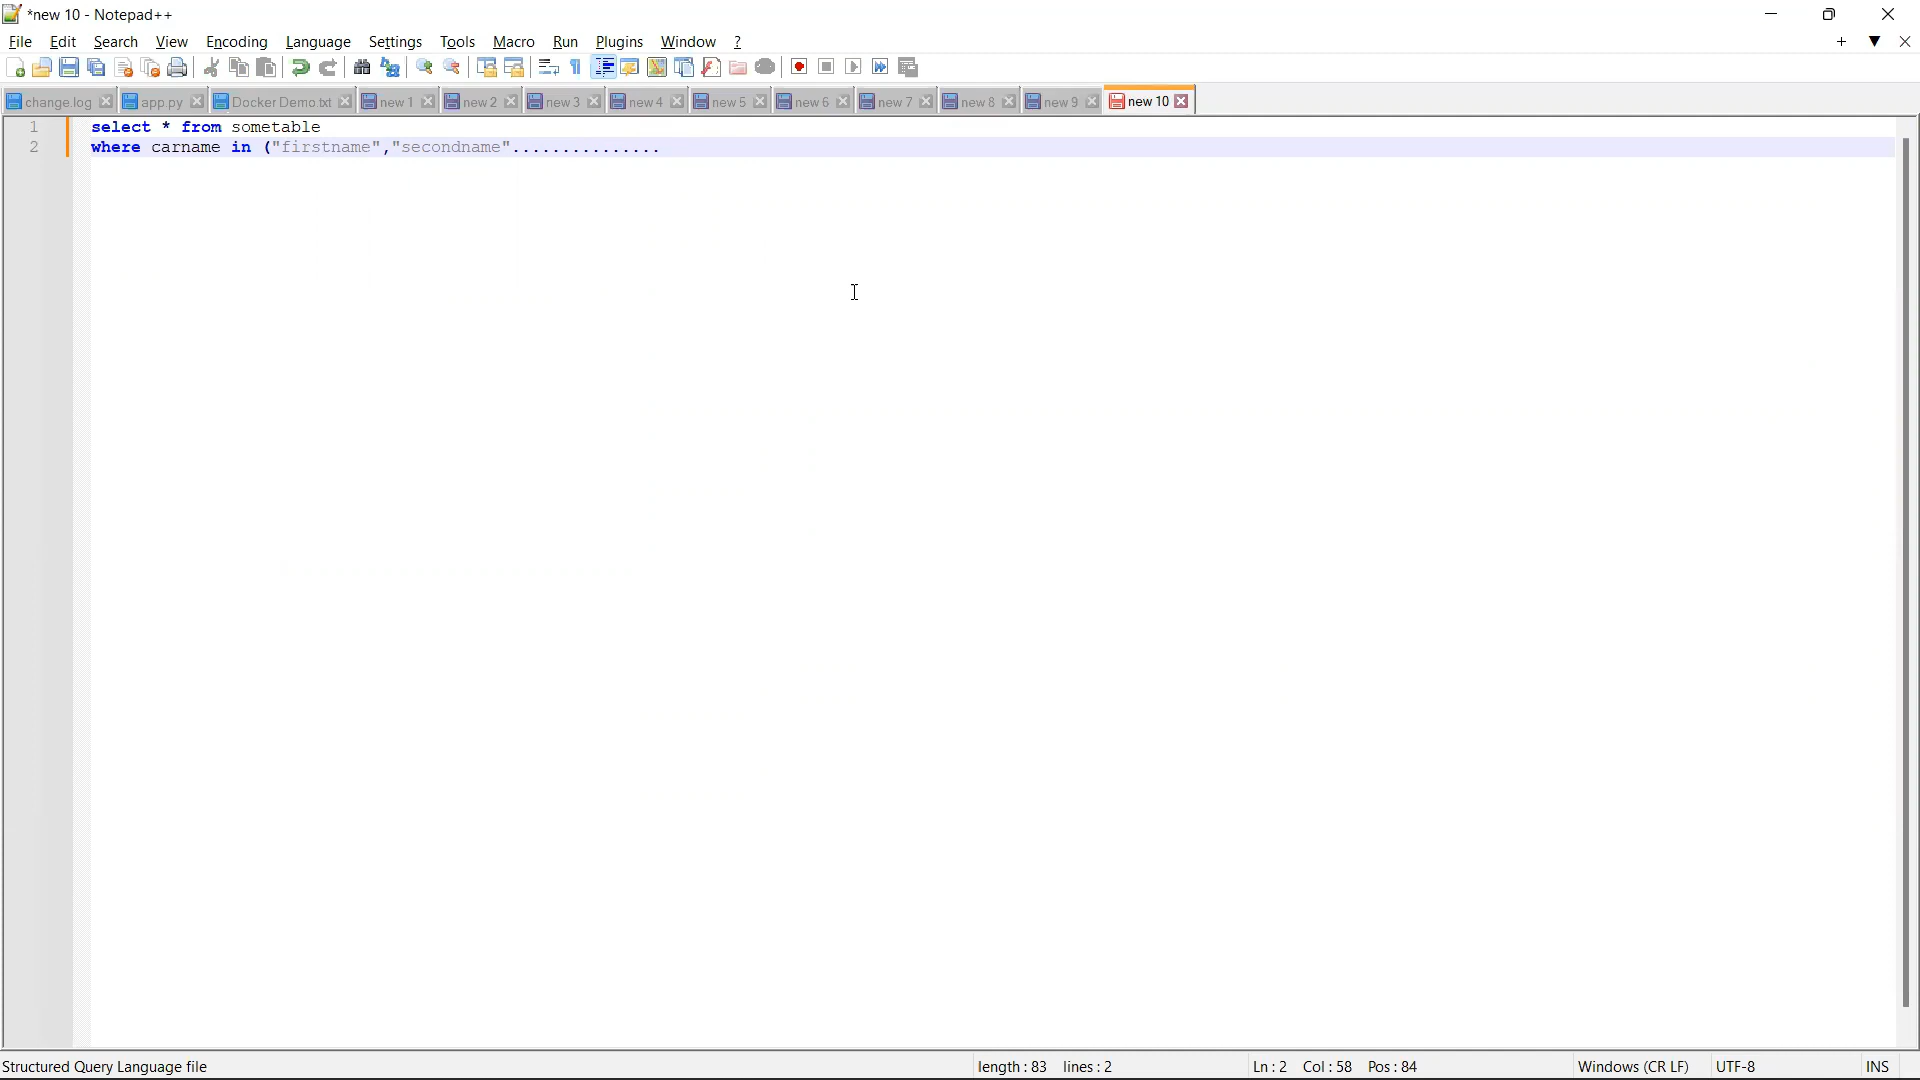 *new 10 - Notepad++
File Edit Search View Encoding Language Settings Tools Macro Run Plugins Window ?
change.log app.py Docker Demo.txt new 1 new 2 new 3 new 4 new 5 new 6 new 7 new 8 new 9 new 10
1 select * from sometable
2 where carname in ("firstname","secondname"...............
Structured Query Language file length : 83 lines : 2 Ln : 2 Col : 58 Pos : 84 Windows (CR LF) UTF-8 INS